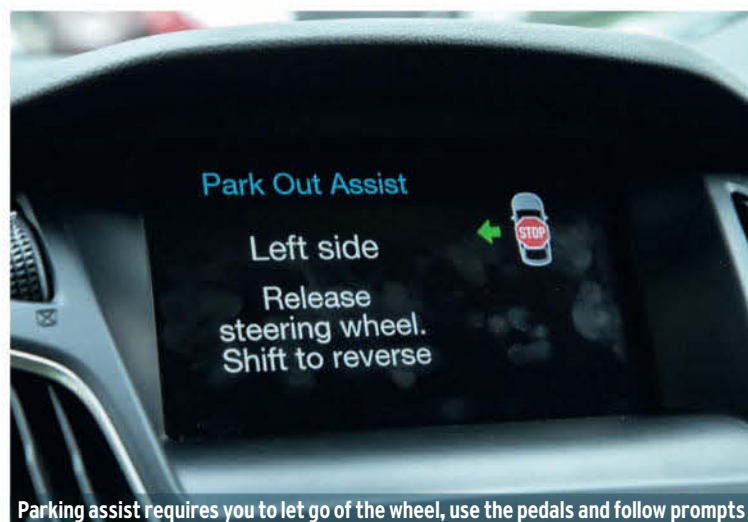 Park Out Assist
Left side
STOP
Release
steering wheel.
Shift to reverse
Parking assist requires you to let go of the wheel, use the pedals and follow prompts